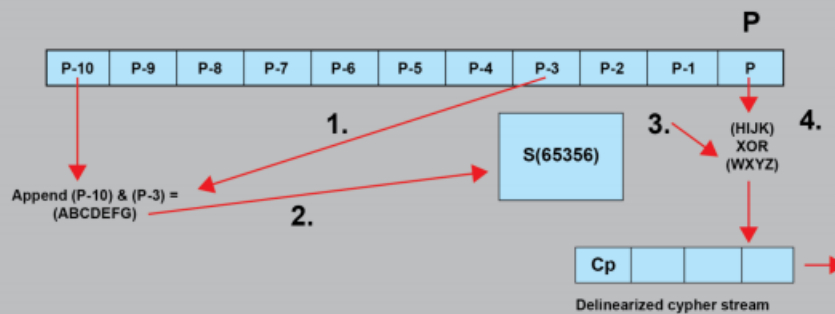 P
P-10 P-9 P-8 P-7 P-6 P-5 P-4 P-3 P-2 P-1 P
1.
S(65356)
3.
(HIJK)
XOR
(WXYZ)
4.
Append (P-10) & (P-3) =
(ABCDEFG)
2.
Cp
Delinearized cypher stream